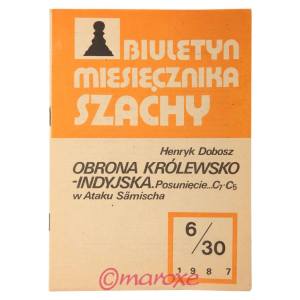 BIULETYN
MIESIĘCZNIKA
SZACHY
Henryk Dobosz
OBRONA KRÓLEWSKO
-INDYJSKA. Posunięcie...C7-C5
w Ataku Sämischa
6/30
1987
©maroxe